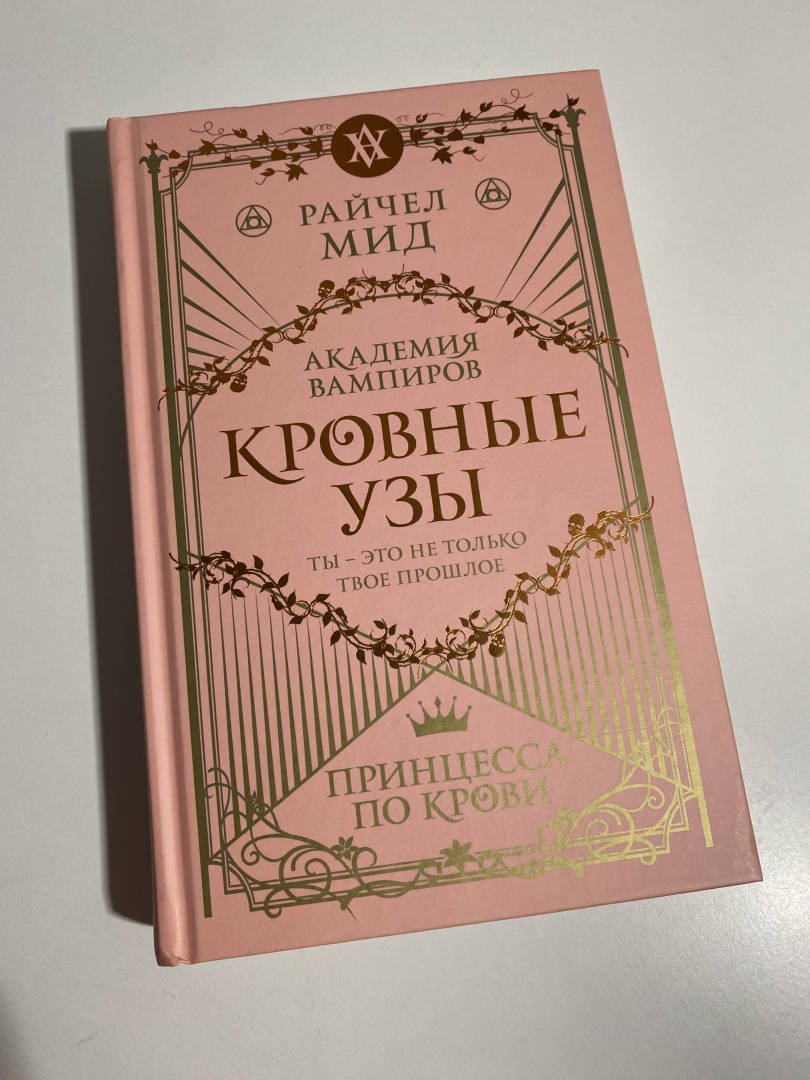 РАЙЧЕЛ
МИД
АКАДЕМИЯ
ВАМПИРОВ
КРОВНЫЕ
УЗЫ
ТЫ – ЭТО НЕ ТОЛЬКО
ТВОЕ ПРОШЛОЕ
ПРИНЦЕССА
ПО КРОВИ